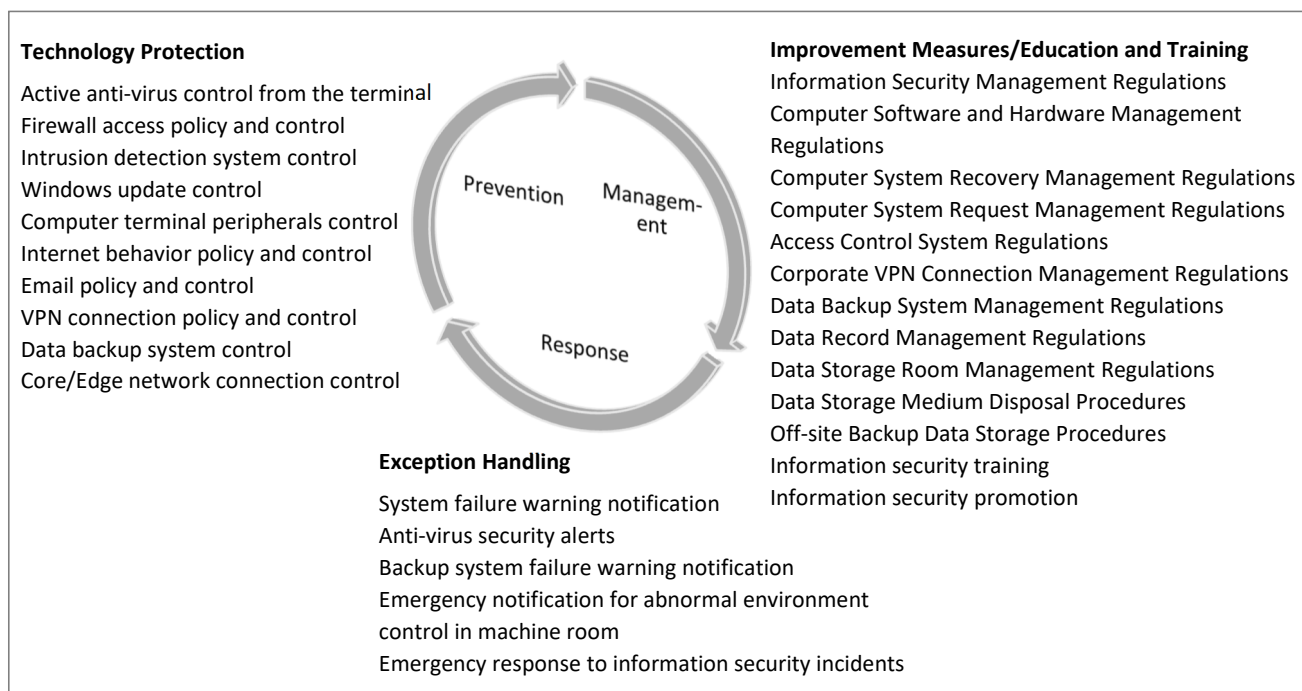 Technology Protection
Active anti-virus control from the terminal
Firewall access policy and control
Intrusion detection system control
Windows update control
Computer terminal peripherals control
Internet behavior policy and control
Email policy and control
VPN connection policy and control
Data backup system control
Core/Edge network connection control
Prevention
Managem-
ent
Response
Improvement Measures/Education and Training
Information Security Management Regulations
Computer Software and Hardware Management
Regulations
Computer System Recovery Management Regulations
Computer System Request Management Regulations
Access Control System Regulations
Corporate VPN Connection Management Regulations
Data Backup System Management Regulations
Data Record Management Regulations
Data Storage Room Management Regulations
Data Storage Medium Disposal Procedures
Off-site Backup Data Storage Procedures
Information security training
Information security promotion
Exception Handling
System failure warning notification
Anti-virus security alerts
Backup system failure warning notification
Emergency notification for abnormal environment
control in machine room
Emergency response to information security incidents